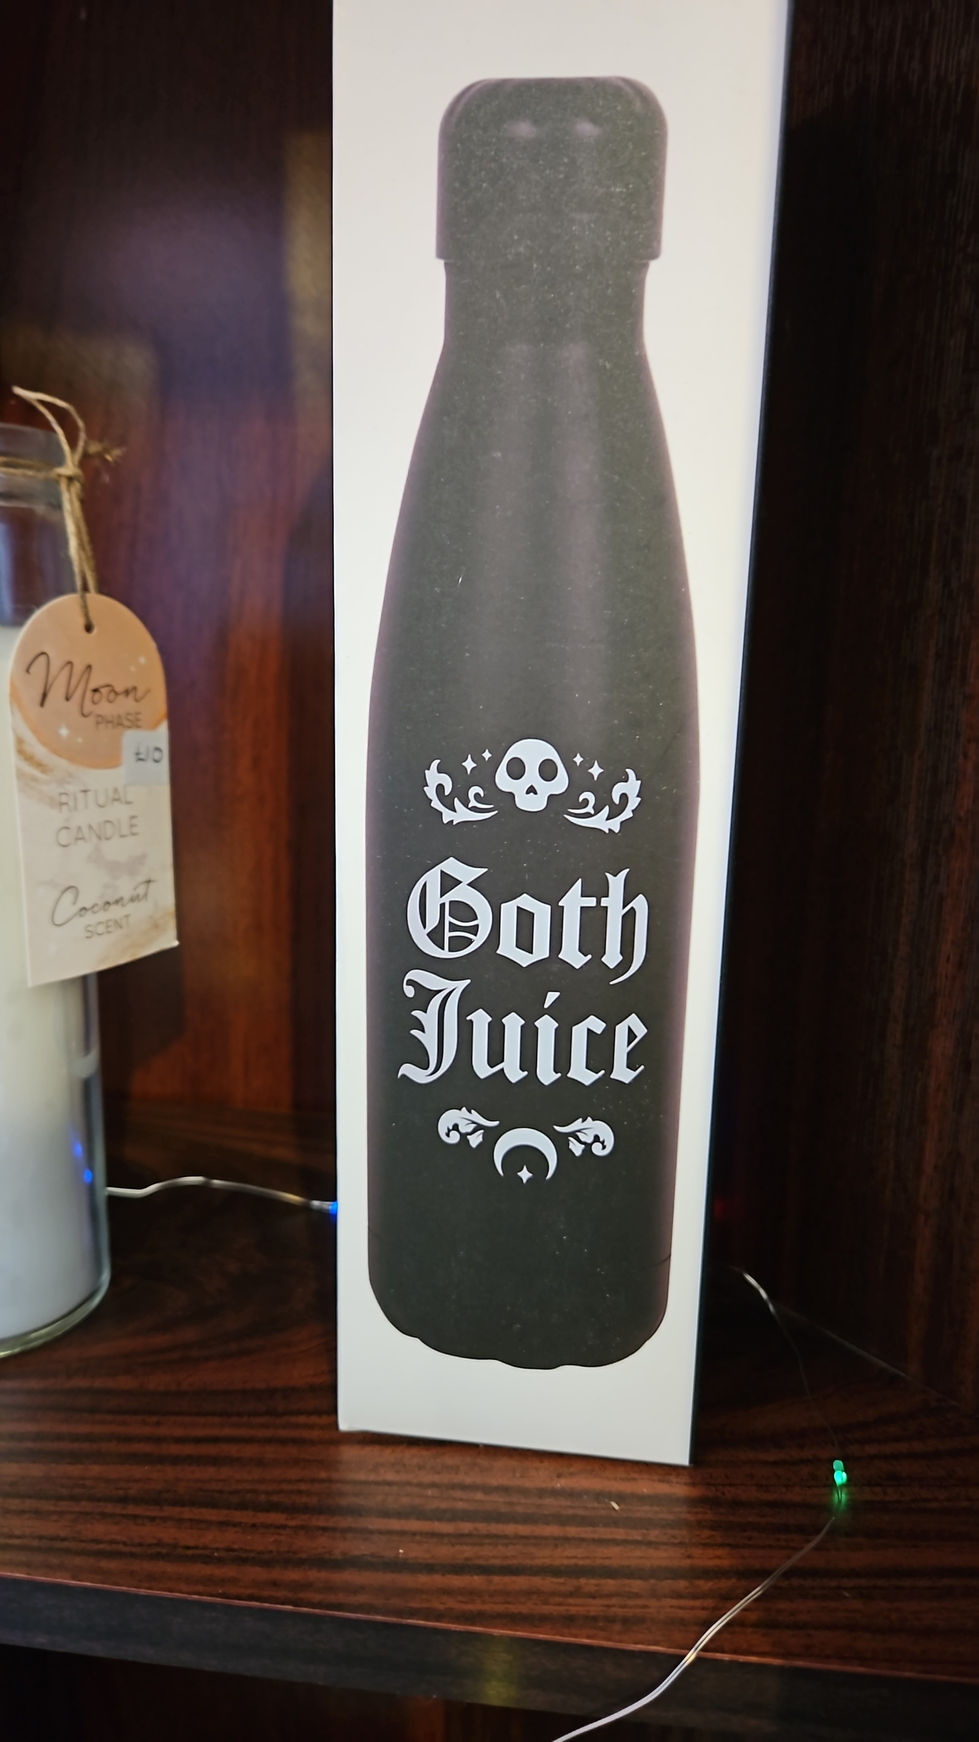 Moon
PHASE
£10
RITUAL
CANDLE
Coconut
SCENT
Goth
Juice